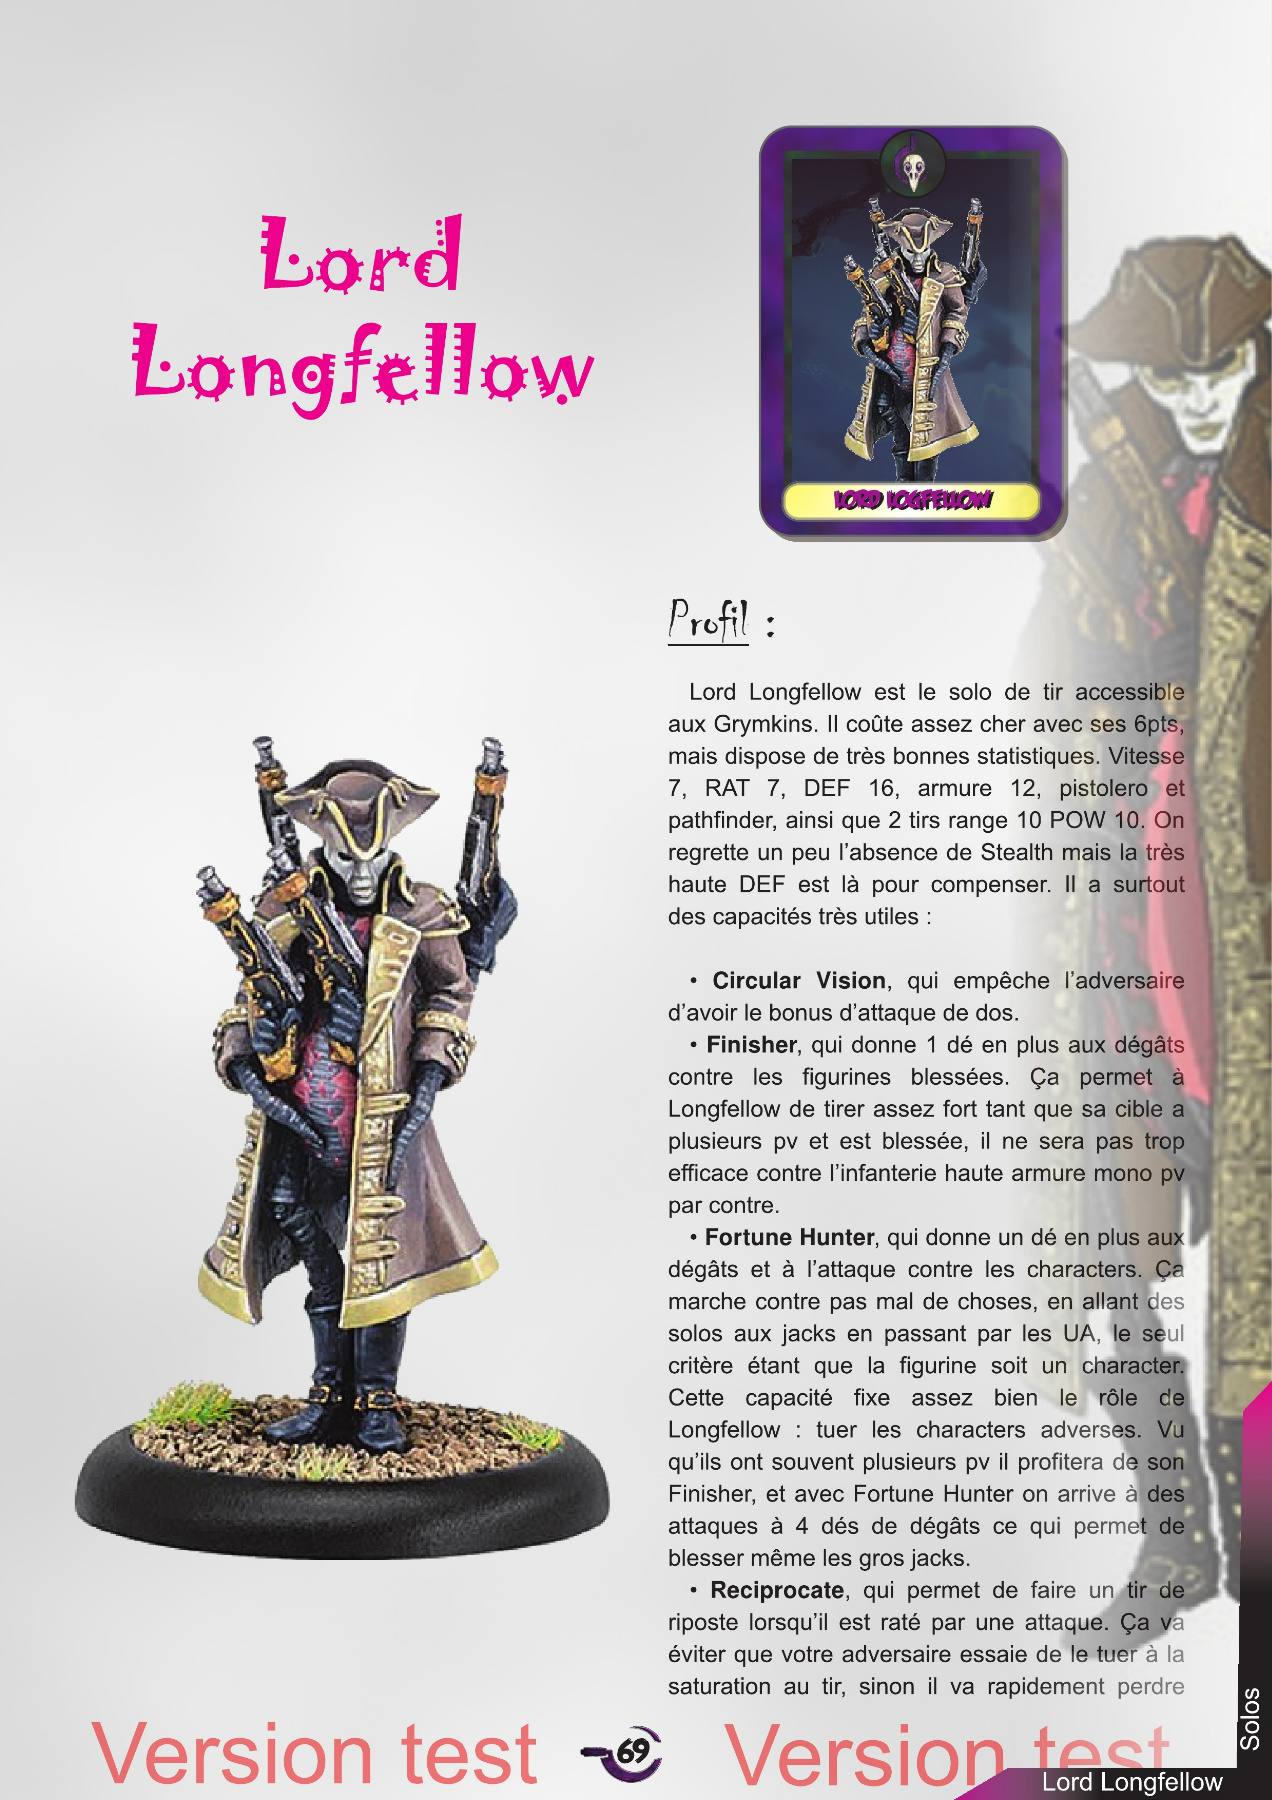 Lord
Longfellow
LORD LOGFELLOW
Profil :
Lord Longfellow est le solo de tir accessible
aux Grymkins. Il coûte assez cher avec ses 6pts,
mais dispose de très bonnes statistiques. Vitesse
7, RAT 7, DEF 16, armure 12, pistolero et
pathfinder, ainsi que 2 tirs range 10 POW 10. On
regrette un peu l’absence de Stealth mais la très
haute DEF est là pour compenser. Il a surtout
des capacités très utiles :
• Circular Vision, qui empêche l’adversaire
d’avoir le bonus d’attaque de dos.
• Finisher, qui donne 1 dé en plus aux dégâts
contre les figurines blessées. Ça permet à
Longfellow de tirer assez fort tant que sa cible a
plusieurs pv et est blessée, il ne sera pas trop
efficace contre l’infanterie haute armure mono pv
par contre.
• Fortune Hunter, qui donne un dé en plus aux
dégâts et à l’attaque contre les characters. Ça
marche contre pas mal de choses, en allant des
solos aux jacks en passant par les UA, le seul
critère étant que la figurine soit un character.
Cette capacité fixe assez bien le rôle de
Longfellow : tuer les characters adverses. Vu
qu’ils ont souvent plusieurs pv il profitera de son
Finisher, et avec Fortune Hunter on arrive à des
attaques à 4 dés de dégâts ce qui permet de
blesser même les gros jacks.
• Reciprocate, qui permet de faire un tir de
riposte lorsqu’il est raté par une attaque. Ça va
éviter que votre adversaire essaie de le tuer à la
saturation au tir, sinon il va rapidement perdre
Version test
69
Version test
Solos
Lord Longfellow